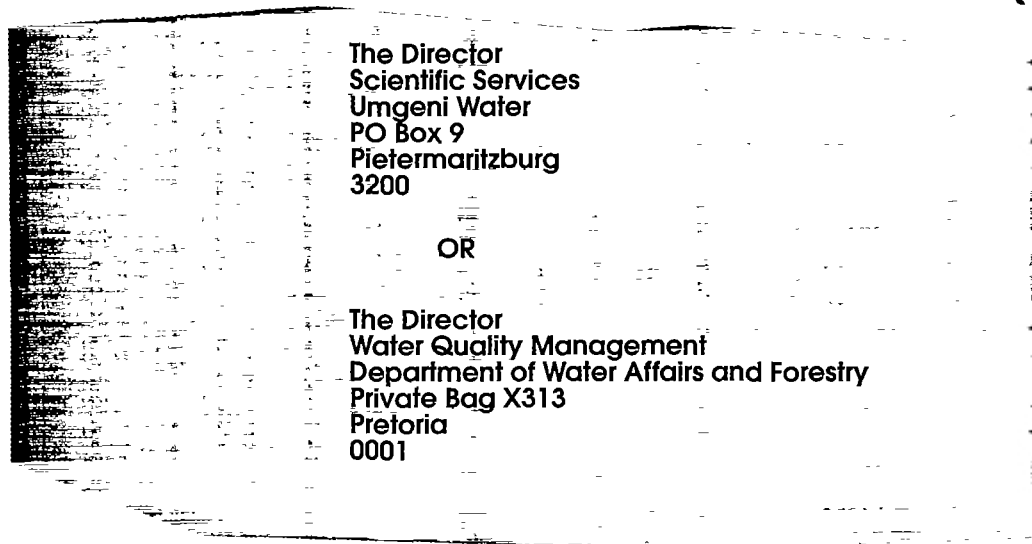 The Director
Scientific Services
Umgeni Water
PO Box 9
Pietermaritzburg
3200
OR
The Director
Water Quality Management
Department of Water Affairs and Forestry
Private Bag X313
Pretoria
0001